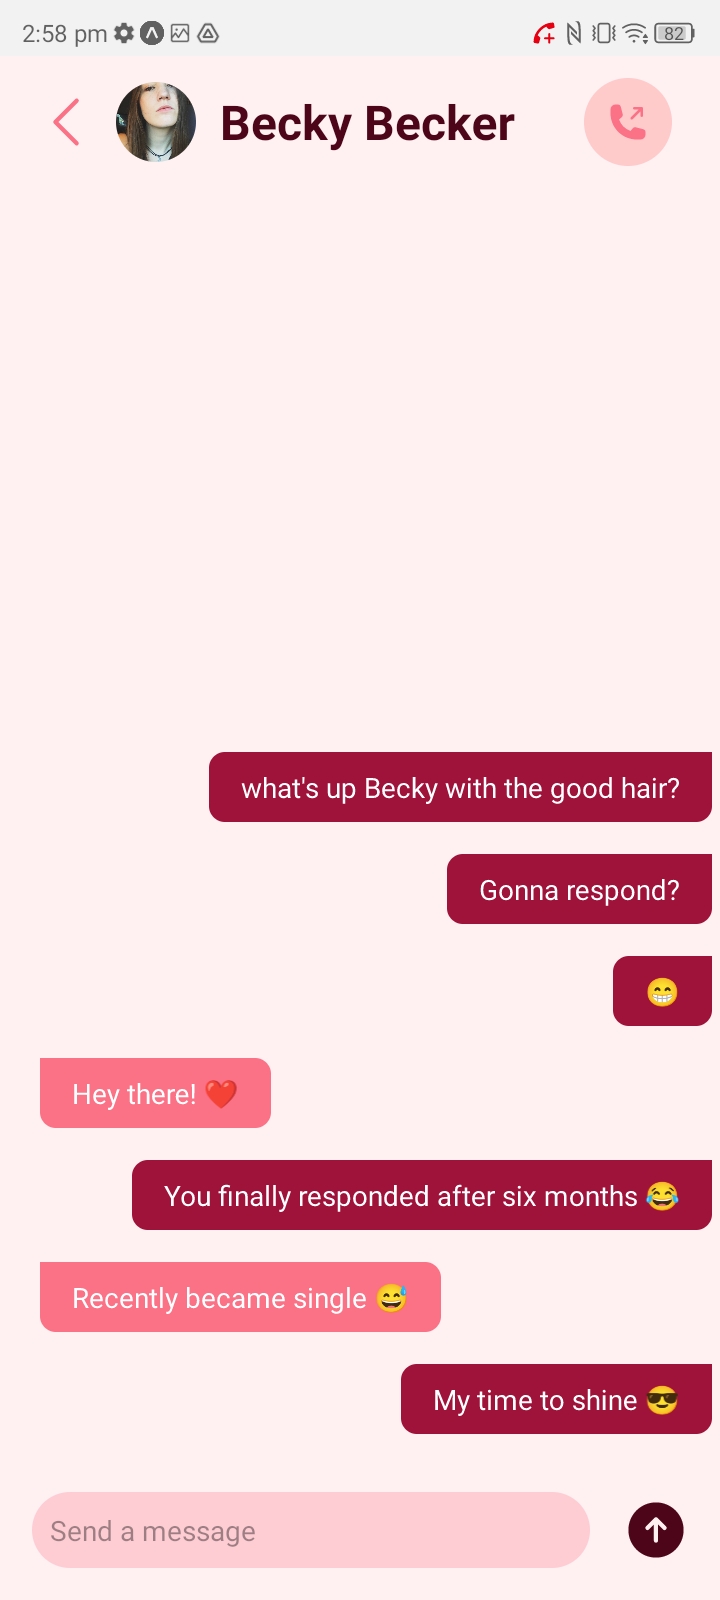 2:58 pm
82
Becky Becker
what's up Becky with the good hair?
Gonna respond?
😁
Hey there! ❤️
You finally responded after six months 😂
Recently became single 😅
My time to shine 😎
Send a message